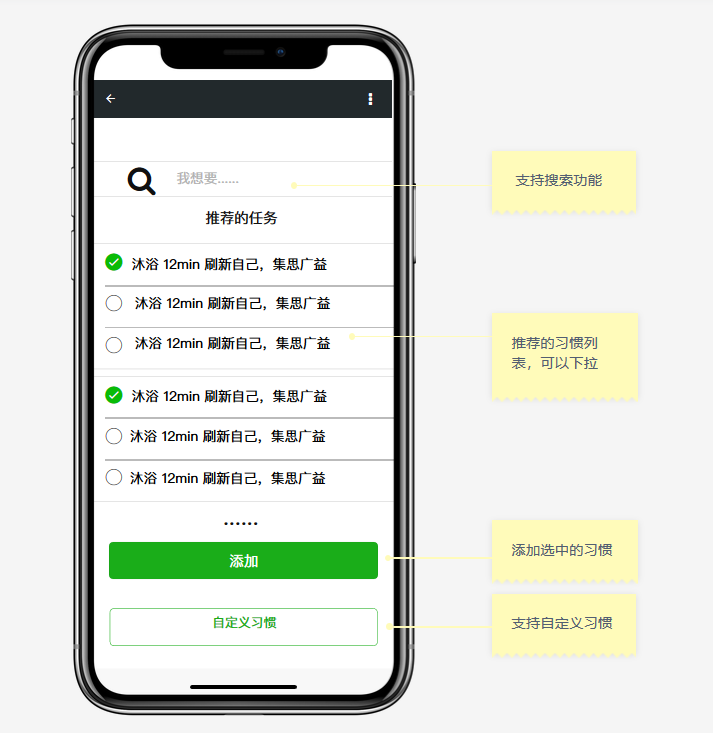 我想要......
支持搜索功能
推荐的任务
沐浴 12min 刷新自己，集思广益
沐浴 12min 刷新自己，集思广益
沐浴 12min 刷新自己，集思广益
推荐的习惯列
表，可以下拉
沐浴 12min 刷新自己，集思广益
沐浴 12min 刷新自己，集思广益
沐浴 12min 刷新自己，集思广益
......
添加
添加选中的习惯
自定义习惯
支持自定义习惯